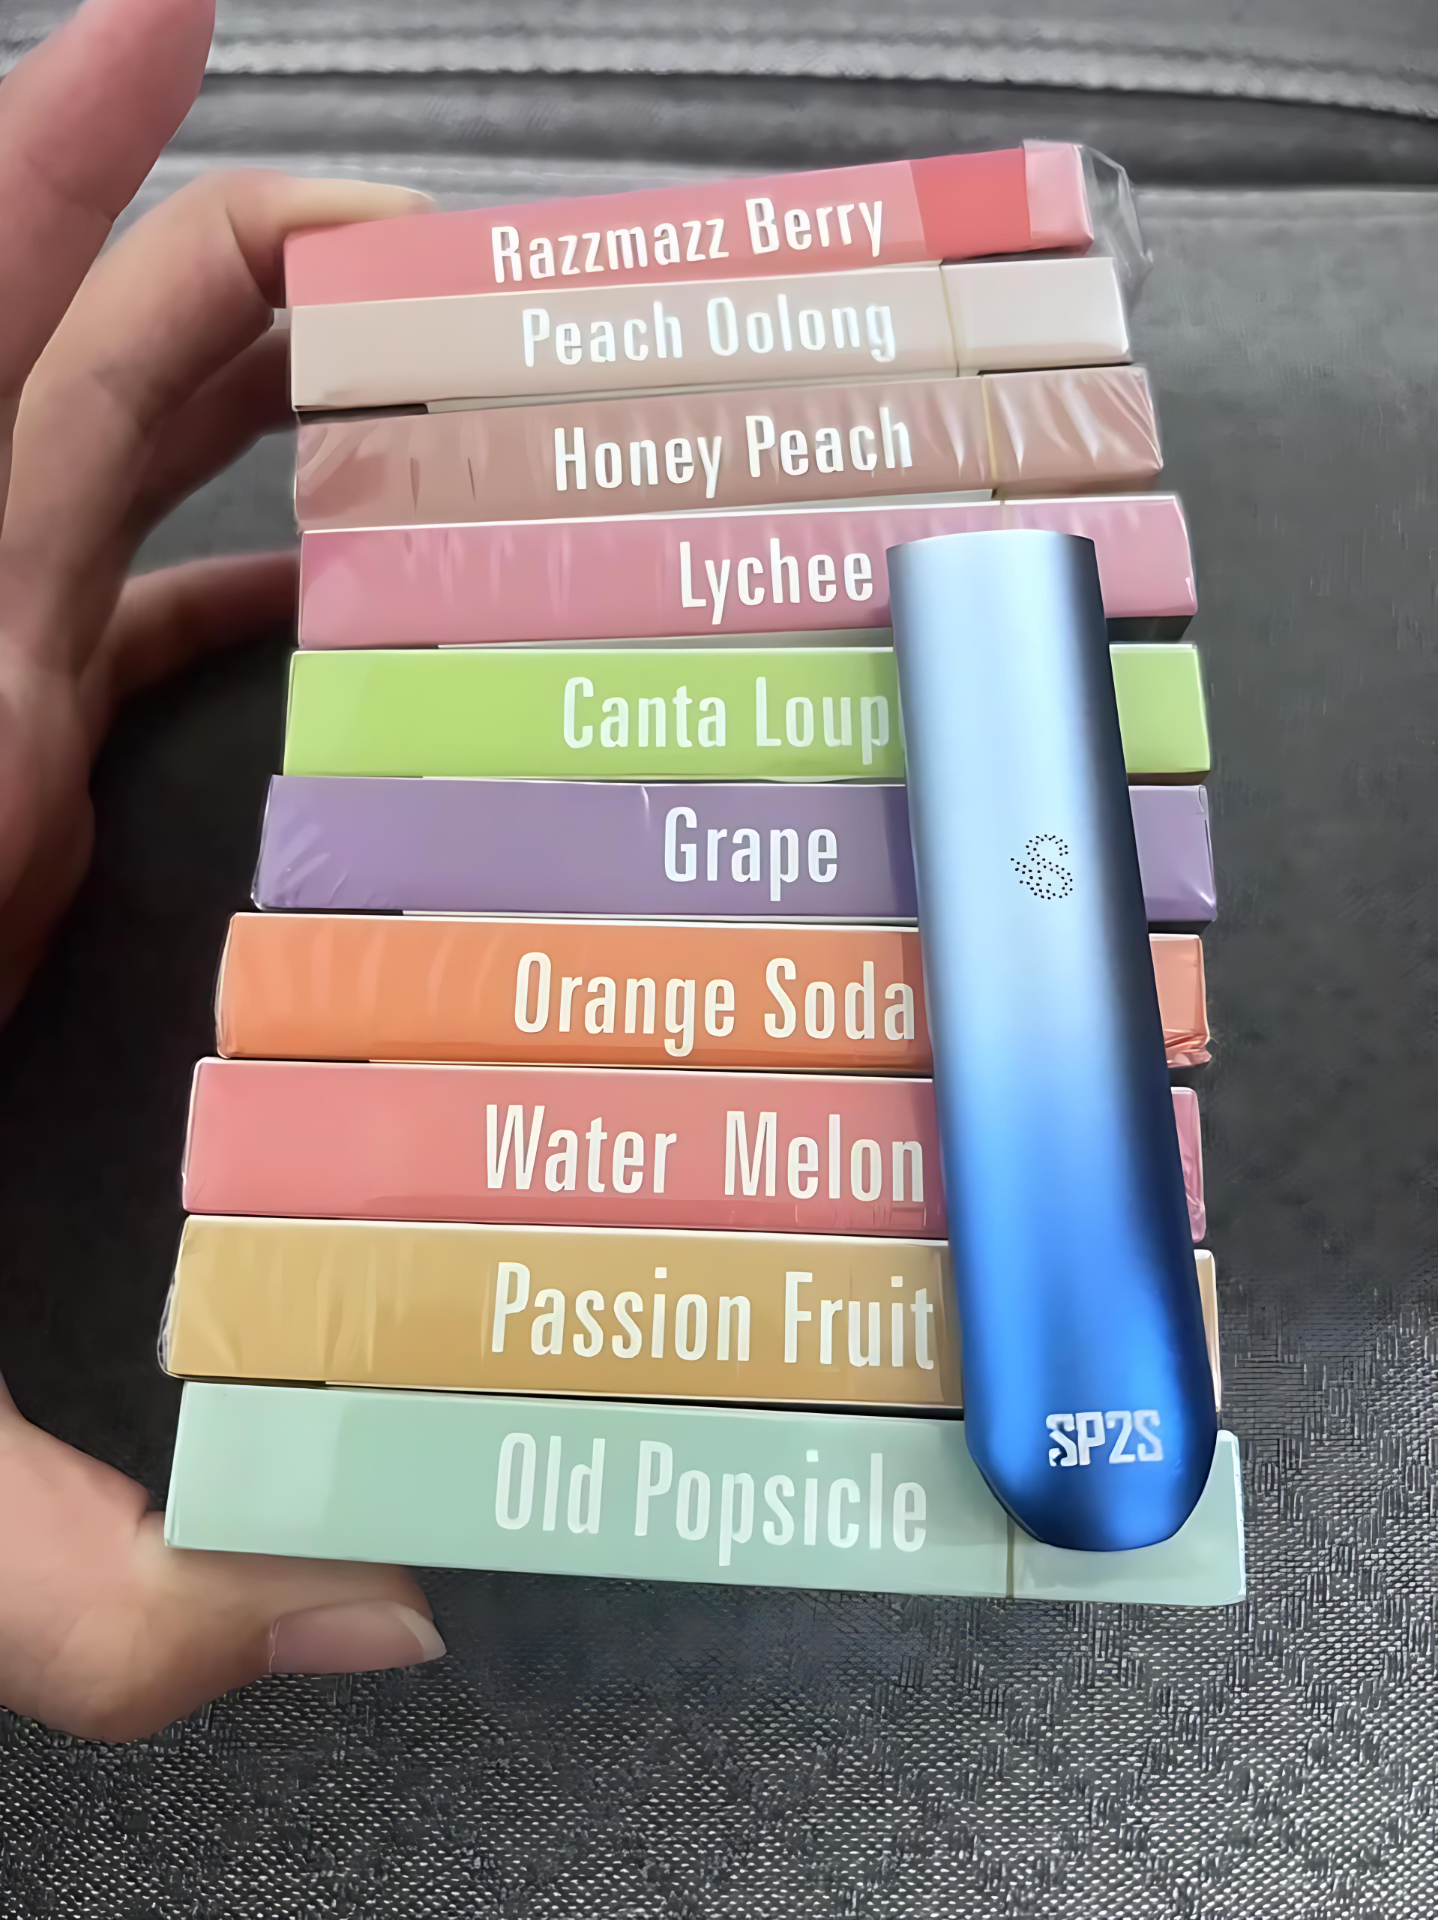 Razzmazz Berry
Peach Oolong
Honey Peach
Lychee
Canta Loup
Grape
Orange Soda
Water Melon
Passion Fruit
Old Popsicle
SP2S